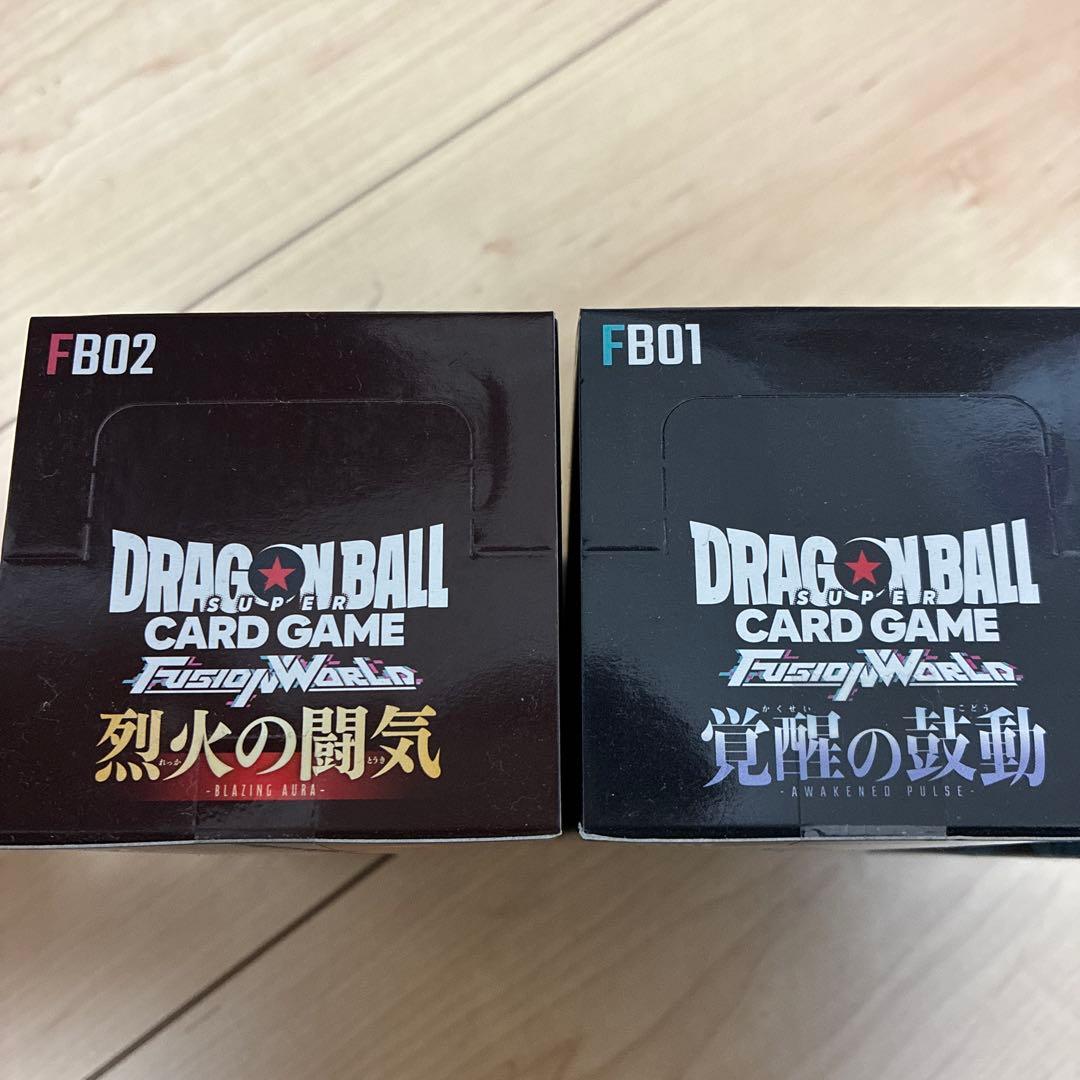 FB02
DRAGON BALL
SUPER
CARD GAME
FUSION WORLD
烈火の闘気
れっか
とうき
-BLAZING AURA-
FB01
DRAGON BALL
SUPER
CARD GAME
FUSION WORLD
かくせい
こどう
覚醒の鼓動
-AWAKENED PULSE-